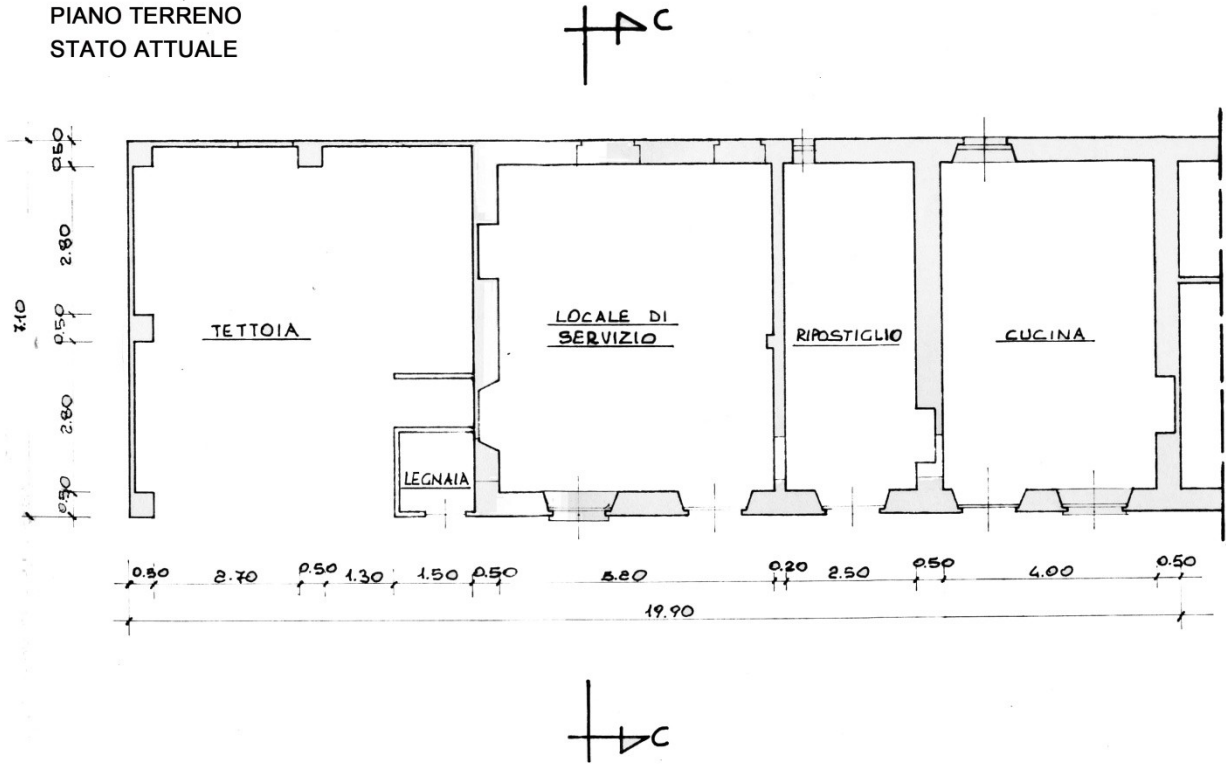 PIANO TERRENO
STATO ATTUALE
C
0.50
2.80
0.50
2.80
0.50
7.10
TETTOIA
LEGNAIA
LOCALE DI
SERVIZIO
RIPOSTIGLIO
CUCINA
0.50 2.70 0.50 1.30 1.50 0.50 5.20 0.20 2.50 0.50 4.00 0.50
19.90
C